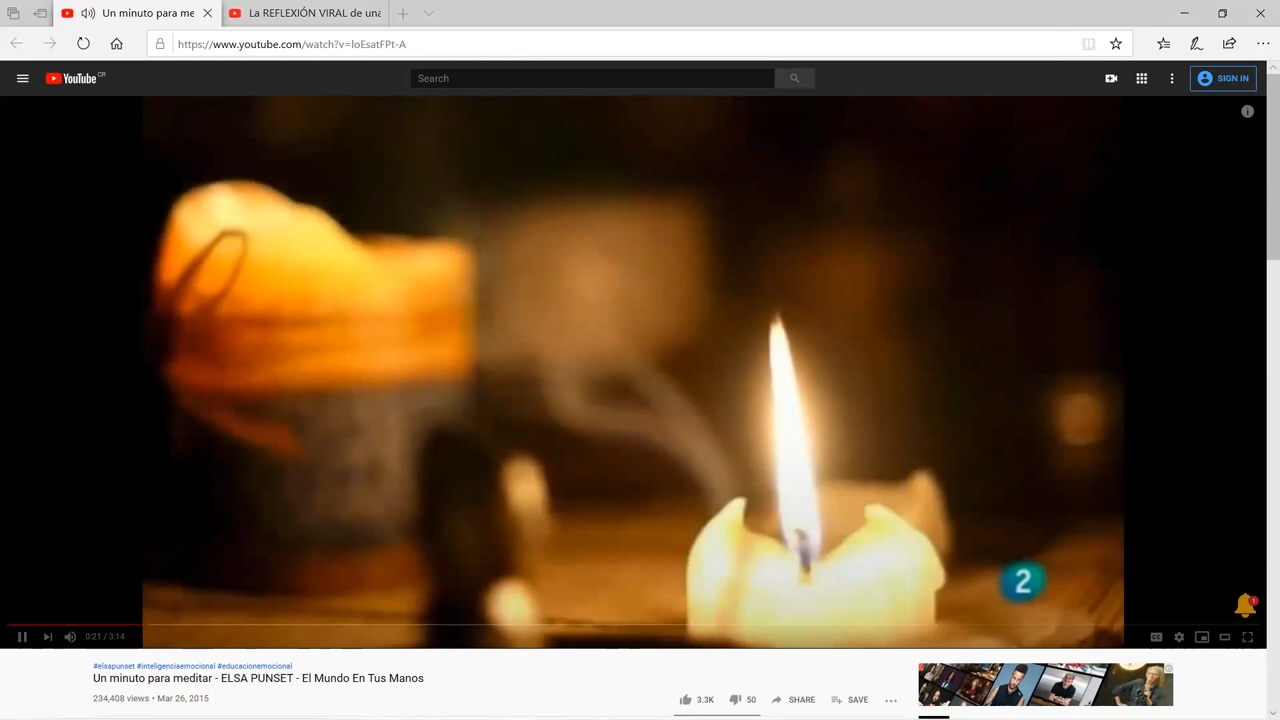 Un minuto para me
La REFLEXIÓN VIRAL de una
https://www.youtube.com/watch?v=loEsatFPt-A
YouTube CR
Search
SIGN IN
2
1
0:21 / 3:14
#elsapunset #inteligenciaemocional #educacionemocional
Un minuto para meditar - ELSA PUNSET - El Mundo En Tus Manos
234,408 views • Mar 26, 2015
3.3K
50
SHARE
SAVE